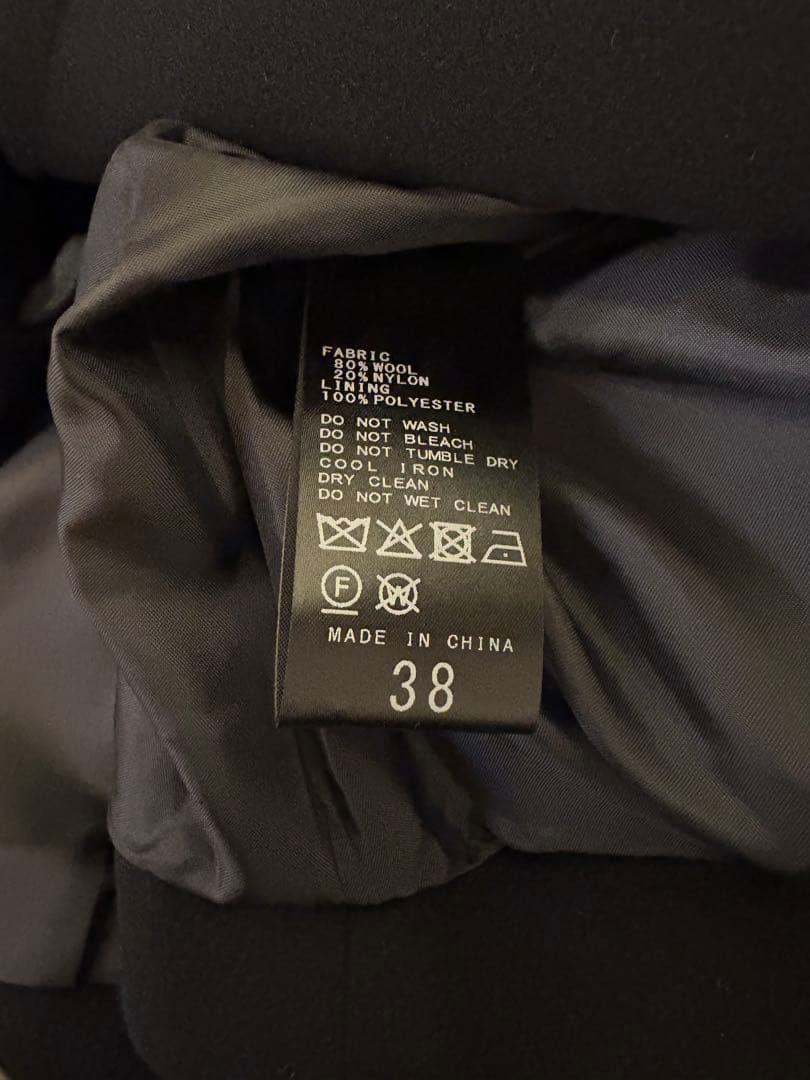 FABRIC
80% WOOL
20% NYLON
LINING
100% POLYESTER
DO NOT WASH
DO NOT BLEACH
DO NOT TUMBLE DRY
COOL IRON
DRY CLEAN
DO NOT WET CLEAN
F W
MADE IN CHINA
38